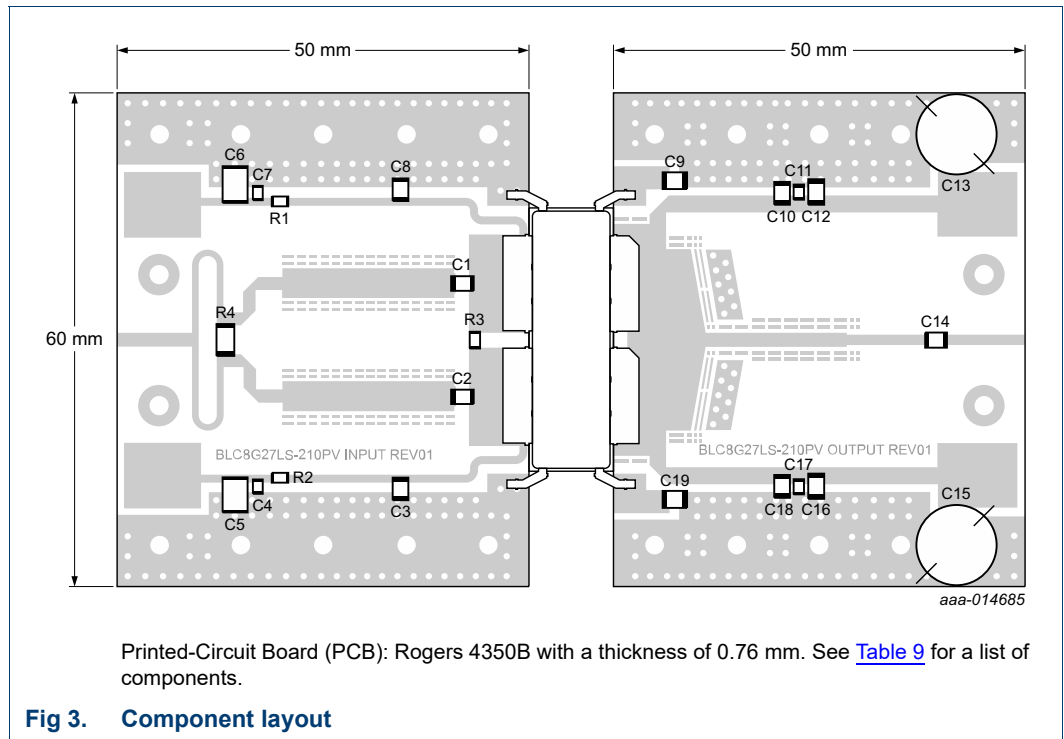 50 mm
50 mm
60 mm
C6
C7
C8
R1
C1
R4
R3
C2
BLC8G27LS-210PV INPUT REV01
R2
C5
C4
C3
C9
C11
C10
C12
C13
C14
BLC8G27LS-210PV OUTPUT REV01
C17
C19
C18
C16
C15
aaa-014685
Printed-Circuit Board (PCB): Rogers 4350B with a thickness of 0.76 mm. See Table 9 for a list of
components.
Fig 3. Component layout